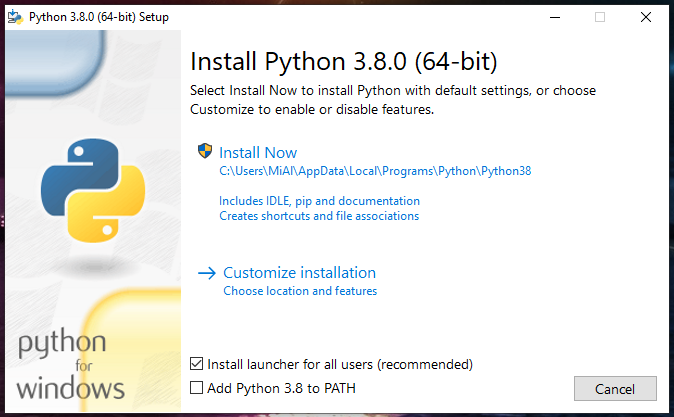 Python 3.8.0 (64-bit) Setup
Install Python 3.8.0 (64-bit)
Select Install Now to install Python with default settings, or choose
Customize to enable or disable features.
Install Now
C:\Users\MiAl\AppData\Local\Programs\Python\Python38
Includes IDLE, pip and documentation
Creates shortcuts and file associations
Customize installation
Choose location and features
python
for
windows
Install launcher for all users (recommended)
Add Python 3.8 to PATH
Cancel